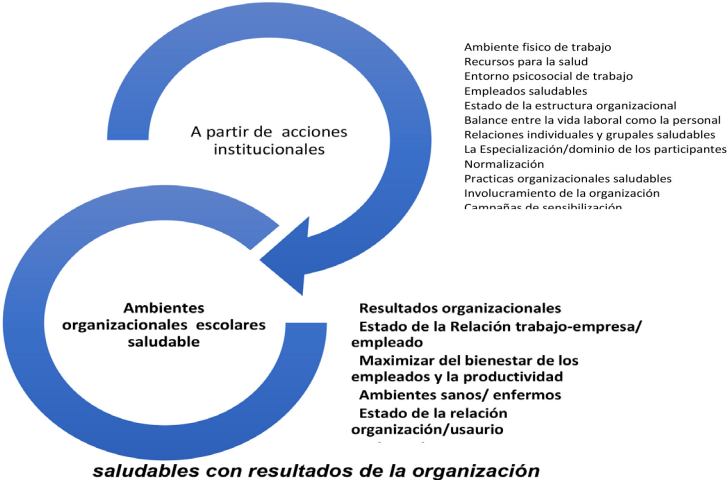 A partir de acciones
institucionales
Ambiente fisico de trabajo
Recursos para la salud
Entorno psicosocial de trabajo
Empleados saludables
Estado de la estructura organizacional
Balance entre la vida laboral como la personal
Relaciones individuales y grupales saludables
La Especialización/dominio de los participantes
Normalización
Practicas organizacionales saludables
Involucramiento de la organización
Campañas de sensibilización
Ambientes
organizacionales escolares
saludable
Resultados organizacionales
Estado de la Relación trabajo-empresa/
empleado
Maximizar del bienestar de los
empleados y la productividad
Ambientes sanos/ enfermos
Estado de la relación
organización/usaurio
saludables con resultados de la organización